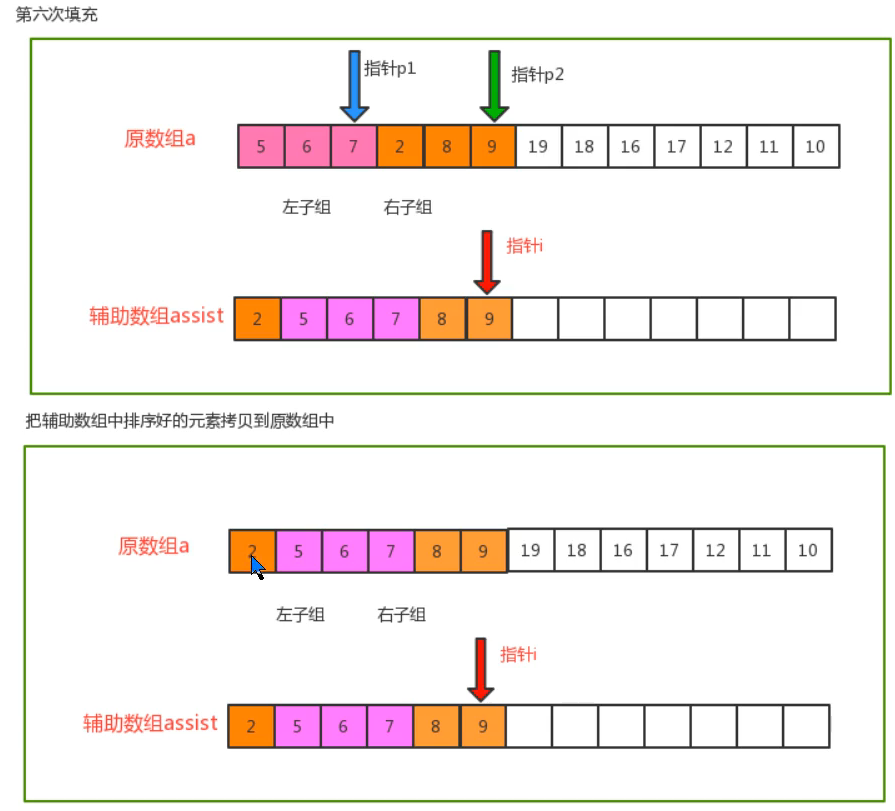 第六次填充
指针p1
指针p2
原数组a
5 6 7 2 8 9 19 18 16 17 12 11 10
左子组 右子组
指针i
辅助数组assist
2 5 6 7 8 9
把辅助数组中排序好的元素拷贝到原数组中
原数组a
2 5 6 7 8 9 19 18 16 17 12 11 10
左子组 右子组
指针i
辅助数组assist
2 5 6 7 8 9